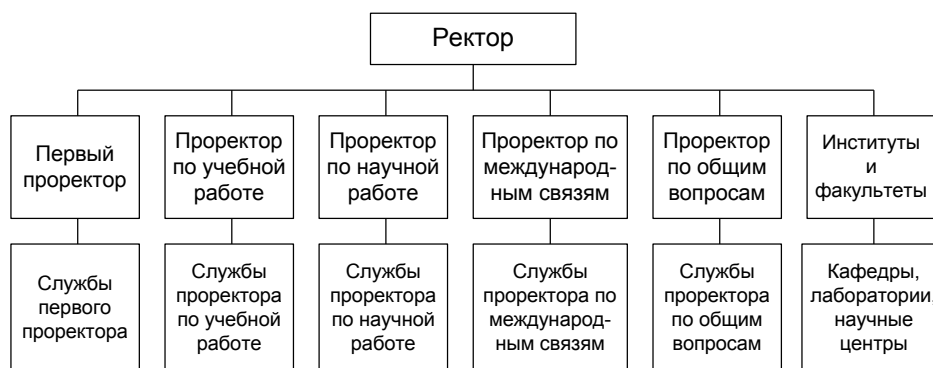 Ректор
Первый
проректор
Проректор
по учебной
работе
Проректор
по научной
работе
Проректор по
международ-
ным связям
Проректор
по общим
вопросам
Институты
и
факультеты
Службы
первого
проректора
Службы
проректора
по учебной
работе
Службы
проректора
по научной
работе
Службы
проректора по
международ-
ным связям
Службы
проректора
по общим
вопросам
Кафедры,
лаборатории,
научные
центры